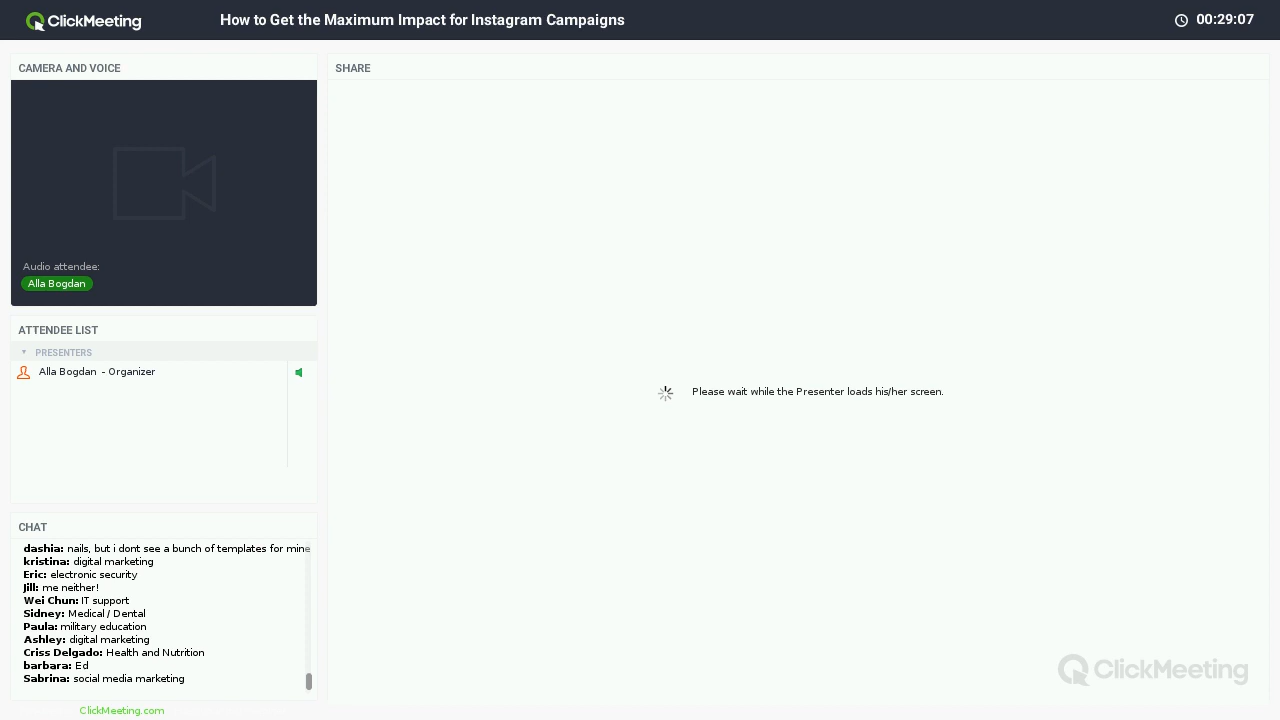 ClickMeeting
How to Get the Maximum Impact for Instagram Campaigns
00:29:07
CAMERA AND VOICE
Audio attendee:
Alla Bogdan
ATTENDEE LIST
PRESENTERS
Alla Bogdan - Organizer
CHAT
dashia: nails, but i dont see a bunch of templates for mine
kristina: digital marketing
Eric: electronic security
Jill: me neither!
Wei Chun: IT support
Sidney: Medical / Dental
Paula: military education
Ashley: digital marketing
Criss Delgado: Health and Nutrition
barbara: Ed
Sabrina: social media marketing
ClickMeeting.com
SHARE
Please wait while the Presenter loads his/her screen.
ClickMeeting